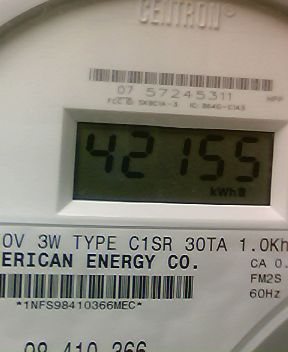 CENTRON®
07 57245311
42155
kWh
0V 3W TYPE C1SR 30TA 1.0Kh
ERICAN ENERGY CO.
CA 0.
FM2S
60Hz
*1NFS98410366MEC*
98 410 366